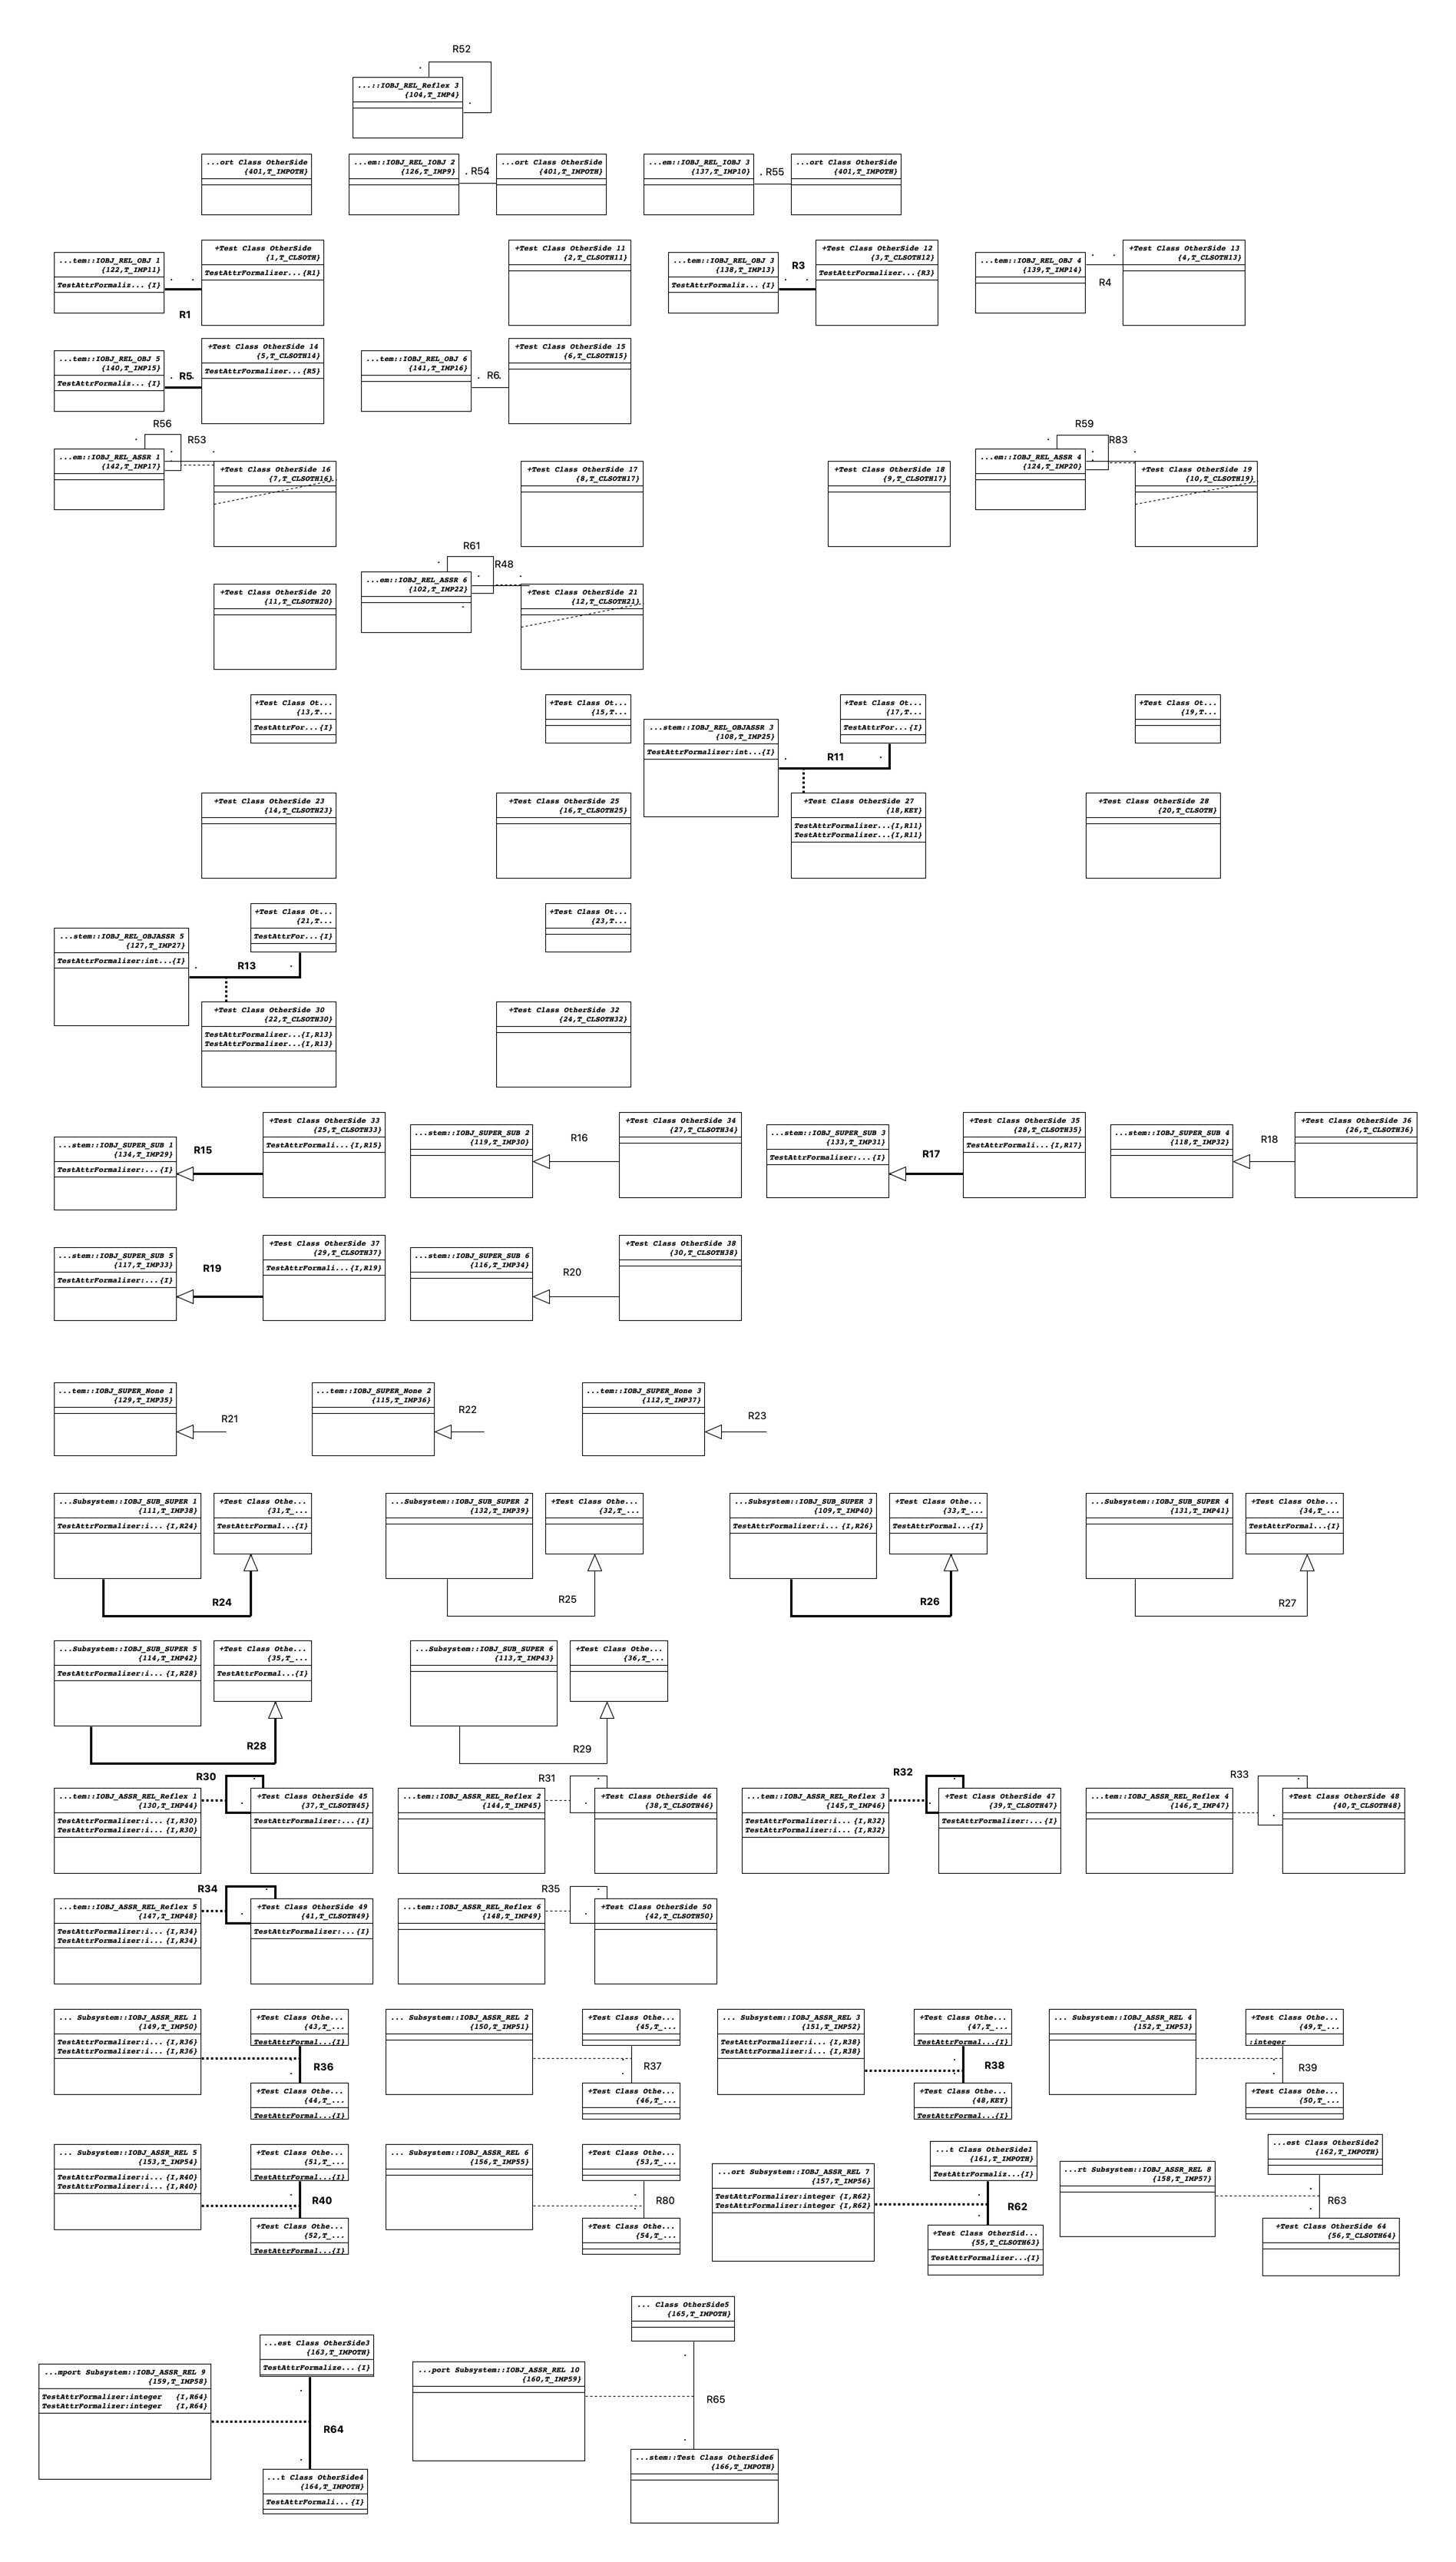 R52
...::IOBJ_REL_Reflex 3
{104,T_IMP4}
...ort Class OtherSide
{401,T_IMPOTH}
...em::IOBJ_REL_IOBJ 2
{126,T_IMP9}
R54
...ort Class OtherSide
{401,T_IMPOTH}
...em::IOBJ_REL_IOBJ 3
{137,T_IMP10}
R55
...ort Class OtherSide
{401,T_IMPOTH}
...tem::IOBJ_REL_OBJ 1
{122,T_IMP11}
TestAttrFormaliz... {I}
R1
+Test Class OtherSide
{1,T_CLSOTH}
TestAttrFormalizer... {R1}
+Test Class OtherSide 11
{2,T_CLSOTH11}
...tem::IOBJ_REL_OBJ 3
{138,T_IMP13}
TestAttrFormaliz... {I}
R3
+Test Class OtherSide 12
{3,T_CLSOTH12}
TestAttrFormalizer...{R3}
...tem::IOBJ_REL_OBJ 4
{139,T_IMP14}
R4
+Test Class OtherSide 13
{4,T_CLSOTH13}
...tem::IOBJ_REL_OBJ 5
{140,T_IMP15}
TestAttrFormaliz... {I}
R5
+Test Class OtherSide 14
{5,T_CLSOTH14}
TestAttrFormalizer... {R5}
...tem::IOBJ_REL_OBJ 6
{141,T_IMP16}
R6
+Test Class OtherSide 15
{6,T_CLSOTH15}
R56
R53
...em::IOBJ_REL_ASSR 1
{142,T_IMP17}
+Test Class OtherSide 16
{7,T_CLSOTH16}
+Test Class OtherSide 17
{8,T_CLSOTH17}
+Test Class OtherSide 18
{9,T_CLSOTH17}
R59
R83
...em::IOBJ_REL_ASSR 4
{124,T_IMP20}
+Test Class OtherSide 19
{10,T_CLSOTH19}
+Test Class OtherSide 20
{11,T_CLSOTH20}
R61
R48
...em::IOBJ_REL_ASSR 6
{102,T_IMP22}
+Test Class OtherSide 21
{12,T_CLSOTH21}
+Test Class Ot...
{13,T...
TestAttrFor...{I}
+Test Class Ot...
{15,T...
...stem::IOBJ_REL_OBJASSR 3
{108,T_IMP25}
TestAttrFormalizer:int...{I}
+Test Class Ot...
{17,T...
TestAttrFor...{I}
R11
+Test Class Ot...
{19,T...
+Test Class OtherSide 23
{14,T_CLSOTH23}
+Test Class OtherSide 25
{16,T_CLSOTH25}
+Test Class OtherSide 27
{18,KEY}
TestAttrFormalizer...{I,R11}
TestAttrFormalizer...{I,R11}
+Test Class OtherSide 28
{20,T_CLSOTH}
...stem::IOBJ_REL_OBJASSR 5
{127,T_IMP27}
TestAttrFormalizer:int...{I}
+Test Class Ot...
{21,T...
TestAttrFor...{I}
R13
+Test Class Ot...
{23,T...
+Test Class OtherSide 30
{22,T_CLSOTH30}
TestAttrFormalizer...{I,R13}
TestAttrFormalizer...{I,R13}
+Test Class OtherSide 32
{24,T_CLSOTH32}
...stem::IOBJ_SUPER_SUB 1
{134,T_IMP29}
TestAttrFormalizer:...{I}
R15
+Test Class OtherSide 33
{25,T_CLSOTH33}
TestAttrFormali...{I,R15}
...stem::IOBJ_SUPER_SUB 2
{119,T_IMP30}
R16
+Test Class OtherSide 34
{27,T_CLSOTH34}
...stem::IOBJ_SUPER_SUB 3
{133,T_IMP31}
TestAttrFormalizer:...{I}
R17
+Test Class OtherSide 35
{28,T_CLSOTH35}
TestAttrFormali...{I,R17}
...stem::IOBJ_SUPER_SUB 4
{118,T_IMP32}
R18
+Test Class OtherSide 36
{26,T_CLSOTH36}
...stem::IOBJ_SUPER_SUB 5
{117,T_IMP33}
TestAttrFormalizer:...{I}
R19
+Test Class OtherSide 37
{29,T_CLSOTH37}
TestAttrFormali...{I,R19}
...stem::IOBJ_SUPER_SUB 6
{116,T_IMP34}
R20
+Test Class OtherSide 38
{30,T_CLSOTH38}
...tem::IOBJ_SUPER_None 1
{129,T_IMP35}
R21
...tem::IOBJ_SUPER_None 2
{115,T_IMP36}
R22
...tem::IOBJ_SUPER_None 3
{112,T_IMP37}
R23
...Subsystem::IOBJ_SUB_SUPER 1
{111,T_IMP38}
TestAttrFormalizer:i... {I,R24}
+Test Class Othe...
{31,T_...
TestAttrFormal...{I}
R24
...Subsystem::IOBJ_SUB_SUPER 2
{132,T_IMP39}
+Test Class Othe...
{32,T_...
R25
...Subsystem::IOBJ_SUB_SUPER 3
{109,T_IMP40}
TestAttrFormalizer:i... {I,R26}
+Test Class Othe...
{33,T_...
TestAttrFormal...{I}
R26
...Subsystem::IOBJ_SUB_SUPER 4
{131,T_IMP41}
+Test Class Othe...
{34,T_...
TestAttrFormal...{I}
R27
...Subsystem::IOBJ_SUB_SUPER 5
{114,T_IMP42}
TestAttrFormalizer:i... {I,R28}
+Test Class Othe...
{35,T_...
TestAttrFormal...{I}
R28
...Subsystem::IOBJ_SUB_SUPER 6
{113,T_IMP43}
+Test Class Othe...
{36,T_...
R29
R30
...tem::IOBJ_ASSR_REL_Reflex 1
{130,T_IMP44}
TestAttrFormalizer:i... {I,R30}
TestAttrFormalizer:i... {I,R30}
+Test Class OtherSide 45
{37,T_CLSOTH45}
TestAttrFormalizer:...{I}
R31
...tem::IOBJ_ASSR_REL_Reflex 2
{144,T_IMP45}
+Test Class OtherSide 46
{38,T_CLSOTH46}
R32
...tem::IOBJ_ASSR_REL_Reflex 3
{145,T_IMP46}
TestAttrFormalizer:i... {I,R32}
TestAttrFormalizer:i... {I,R32}
+Test Class OtherSide 47
{39,T_CLSOTH47}
TestAttrFormalizer:...{I}
R33
...tem::IOBJ_ASSR_REL_Reflex 4
{146,T_IMP47}
+Test Class OtherSide 48
{40,T_CLSOTH48}
R34
...tem::IOBJ_ASSR_REL_Reflex 5
{147,T_IMP48}
TestAttrFormalizer:i... {I,R34}
TestAttrFormalizer:i... {I,R34}
+Test Class OtherSide 49
{41,T_CLSOTH49}
TestAttrFormalizer:...{I}
R35
...tem::IOBJ_ASSR_REL_Reflex 6
{148,T_IMP49}
+Test Class OtherSide 50
{42,T_CLSOTH50}
... Subsystem::IOBJ_ASSR_REL 1
{149,T_IMP50}
TestAttrFormalizer:i... {I,R36}
TestAttrFormalizer:i... {I,R36}
+Test Class Othe...
{43,T_...
TestAttrFormal...{I}
R36
+Test Class Othe...
{44,T_...
TestAttrFormal...{I}
... Subsystem::IOBJ_ASSR_REL 2
{150,T_IMP51}
+Test Class Othe...
{45,T_...
R37
+Test Class Othe...
{46,T_...
... Subsystem::IOBJ_ASSR_REL 3
{151,T_IMP52}
TestAttrFormalizer:i... {I,R38}
TestAttrFormalizer:i... {I,R38}
+Test Class Othe...
{47,T_...
TestAttrFormal...{I}
R38
+Test Class Othe...
{48,KEY}
TestAttrFormal...{I}
... Subsystem::IOBJ_ASSR_REL 4
{152,T_IMP53}
+Test Class Othe...
{49,T_...
:integer
R39
+Test Class Othe...
{50,T_...
... Subsystem::IOBJ_ASSR_REL 5
{153,T_IMP54}
TestAttrFormalizer:i... {I,R40}
TestAttrFormalizer:i... {I,R40}
+Test Class Othe...
{51,T_...
TestAttrFormal...{I}
R40
+Test Class Othe...
{52,T_...
TestAttrFormal...{I}
... Subsystem::IOBJ_ASSR_REL 6
{156,T_IMP55}
+Test Class Othe...
{53,T_...
R80
+Test Class Othe...
{54,T_...
...ort Subsystem::IOBJ_ASSR_REL 7
{157,T_IMP56}
TestAttrFormalizer:integer {I,R62}
TestAttrFormalizer:integer {I,R62}
...t Class OtherSide1
{161,T_IMPOTH}
TestAttrFormaliz...{I}
R62
+Test Class OtherSid...
{55,T_CLSOTH63}
TestAttrFormalizer...{I}
...rt Subsystem::IOBJ_ASSR_REL 8
{158,T_IMP57}
...est Class OtherSide2
{162,T_IMPOTH}
R63
+Test Class OtherSide 64
{56,T_CLSOTH64}
...mport Subsystem::IOBJ_ASSR_REL 9
{159,T_IMP58}
TestAttrFormalizer:integer {I,R64}
TestAttrFormalizer:integer {I,R64}
...est Class OtherSide3
{163,T_IMPOTH}
TestAttrFormalize... {I}
R64
...t Class OtherSide4
{164,T_IMPOTH}
TestAttrFormali... {I}
...port Subsystem::IOBJ_ASSR_REL 10
{160,T_IMP59}
... Class OtherSide5
{165,T_IMPOTH}
R65
...stem::Test Class OtherSide6
{166,T_IMPOTH}